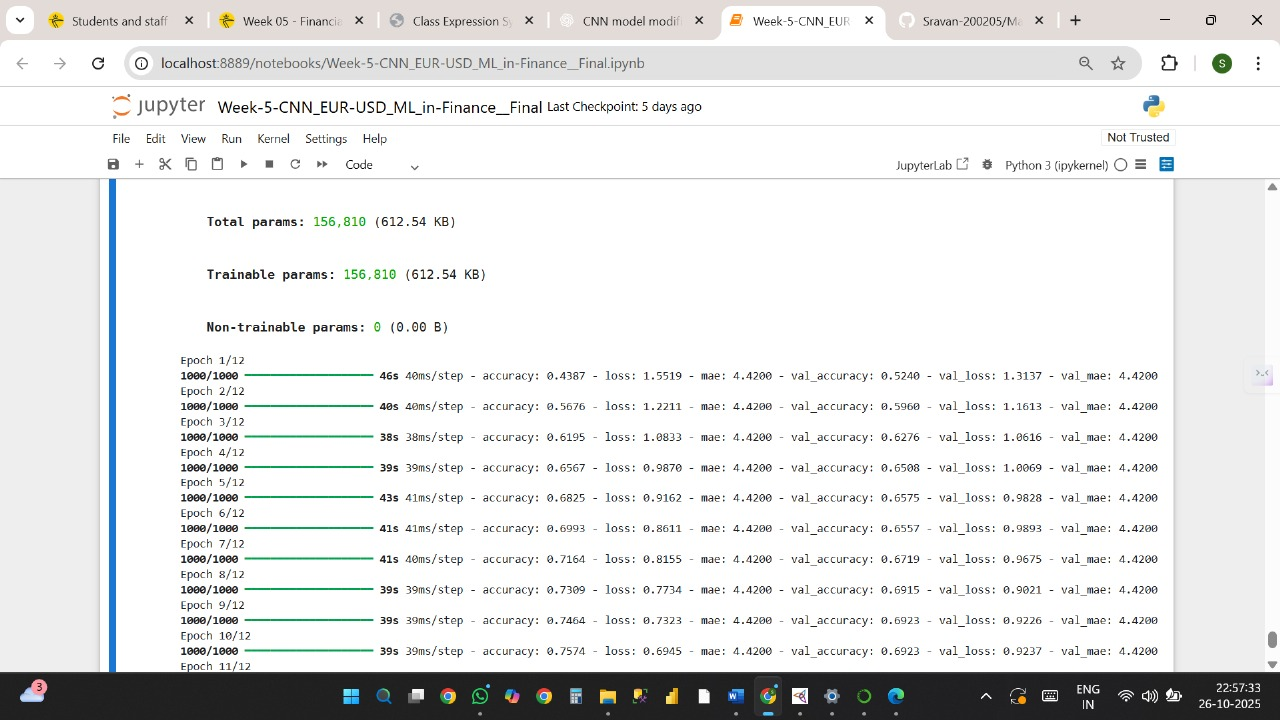 Students and staff
Week 05 - Financia
Class Expression Sy
CNN model modifi
Week-5-CNN_EUR
Sravan-200205/Ma
localhost:8889/notebooks/Week-5-CNN_EUR-USD_ML_in-Finance__Final.ipynb
S
jupyter Week-5-CNN_EUR-USD_ML_in-Finance__Final Last Checkpoint: 5 days ago
File Edit View Run Kernel Settings Help
Not Trusted
Code
JupyterLab
Python 3 (ipykernel)
Total params: 156,810 (612.54 KB)
Trainable params: 156,810 (612.54 KB)
Non-trainable params: 0 (0.00 B)
Epoch 1/12
1000/1000 46s 40ms/step - accuracy: 0.4387 - loss: 1.5519 - mae: 4.4200 - val_accuracy: 0.5240 - val_loss: 1.3137 - val_mae: 4.4200
Epoch 2/12
1000/1000 40s 40ms/step - accuracy: 0.5676 - loss: 1.2211 - mae: 4.4200 - val_accuracy: 0.5960 - val_loss: 1.1613 - val_mae: 4.4200
Epoch 3/12
1000/1000 38s 38ms/step - accuracy: 0.6195 - loss: 1.0833 - mae: 4.4200 - val_accuracy: 0.6276 - val_loss: 1.0616 - val_mae: 4.4200
Epoch 4/12
1000/1000 39s 39ms/step - accuracy: 0.6567 - loss: 0.9870 - mae: 4.4200 - val_accuracy: 0.6508 - val_loss: 1.0069 - val_mae: 4.4200
Epoch 5/12
1000/1000 43s 41ms/step - accuracy: 0.6825 - loss: 0.9162 - mae: 4.4200 - val_accuracy: 0.6575 - val_loss: 0.9828 - val_mae: 4.4200
Epoch 6/12
1000/1000 41s 41ms/step - accuracy: 0.6993 - loss: 0.8611 - mae: 4.4200 - val_accuracy: 0.6557 - val_loss: 0.9893 - val_mae: 4.4200
Epoch 7/12
1000/1000 41s 40ms/step - accuracy: 0.7164 - loss: 0.8155 - mae: 4.4200 - val_accuracy: 0.6719 - val_loss: 0.9675 - val_mae: 4.4200
Epoch 8/12
1000/1000 39s 39ms/step - accuracy: 0.7309 - loss: 0.7734 - mae: 4.4200 - val_accuracy: 0.6915 - val_loss: 0.9021 - val_mae: 4.4200
Epoch 9/12
1000/1000 39s 39ms/step - accuracy: 0.7464 - loss: 0.7323 - mae: 4.4200 - val_accuracy: 0.6923 - val_loss: 0.9226 - val_mae: 4.4200
Epoch 10/12
1000/1000 39s 39ms/step - accuracy: 0.7574 - loss: 0.6945 - mae: 4.4200 - val_accuracy: 0.6923 - val_loss: 0.9237 - val_mae: 4.4200
Epoch 11/12
3
ENG
IN
22:57:33
26-10-2025